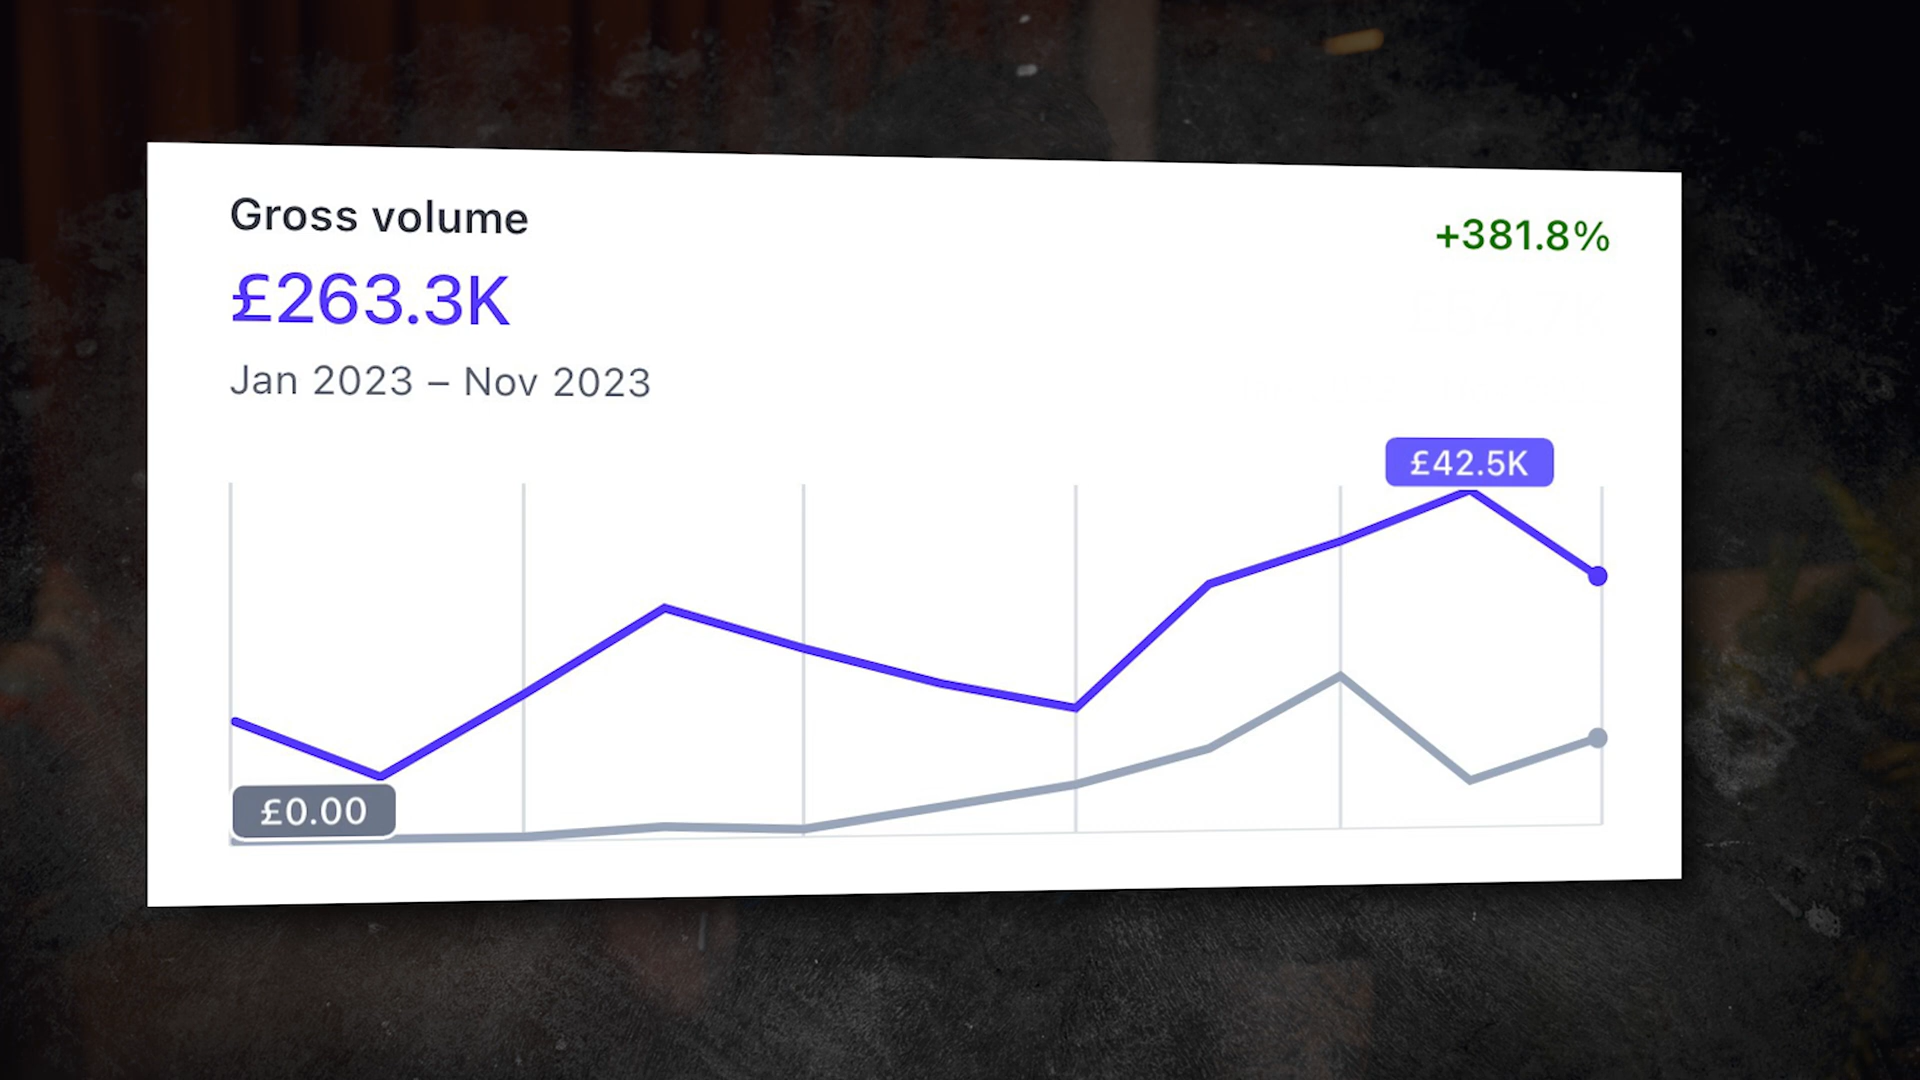 Gross volume
+381.8%
£263.3K
Jan 2023 – Nov 2023
£42.5K
£0.00